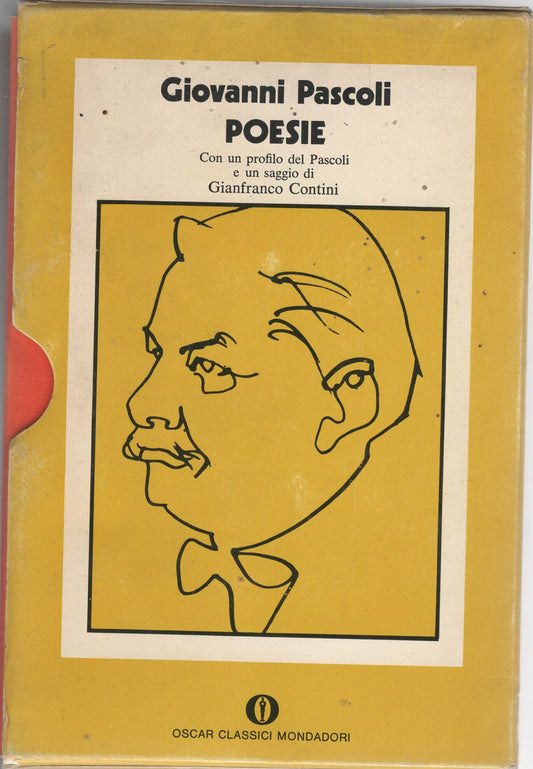 Giovanni Pascoli
POESIE
Con un profilo del Pascoli
e un saggio di
Gianfranco Contini
OSCAR CLASSICI MONDADORI